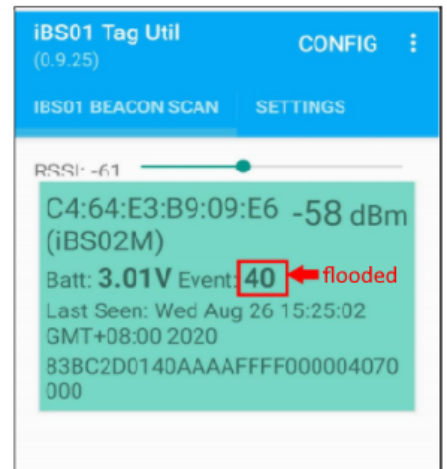 iBS01 Tag Util
(0.9.25)
CONFIG
IBS01 BEACON SCAN
SETTINGS
RSSI: -61
C4:64:E3:B9:09:E6 -58 dBm
(iBS02M)
Batt: 3.01V Event: 40 flooded
Last Seen: Wed Aug 26 15:25:02
GMT+08:00 2020
83BC2D0140AAAAFFFF000004070
000